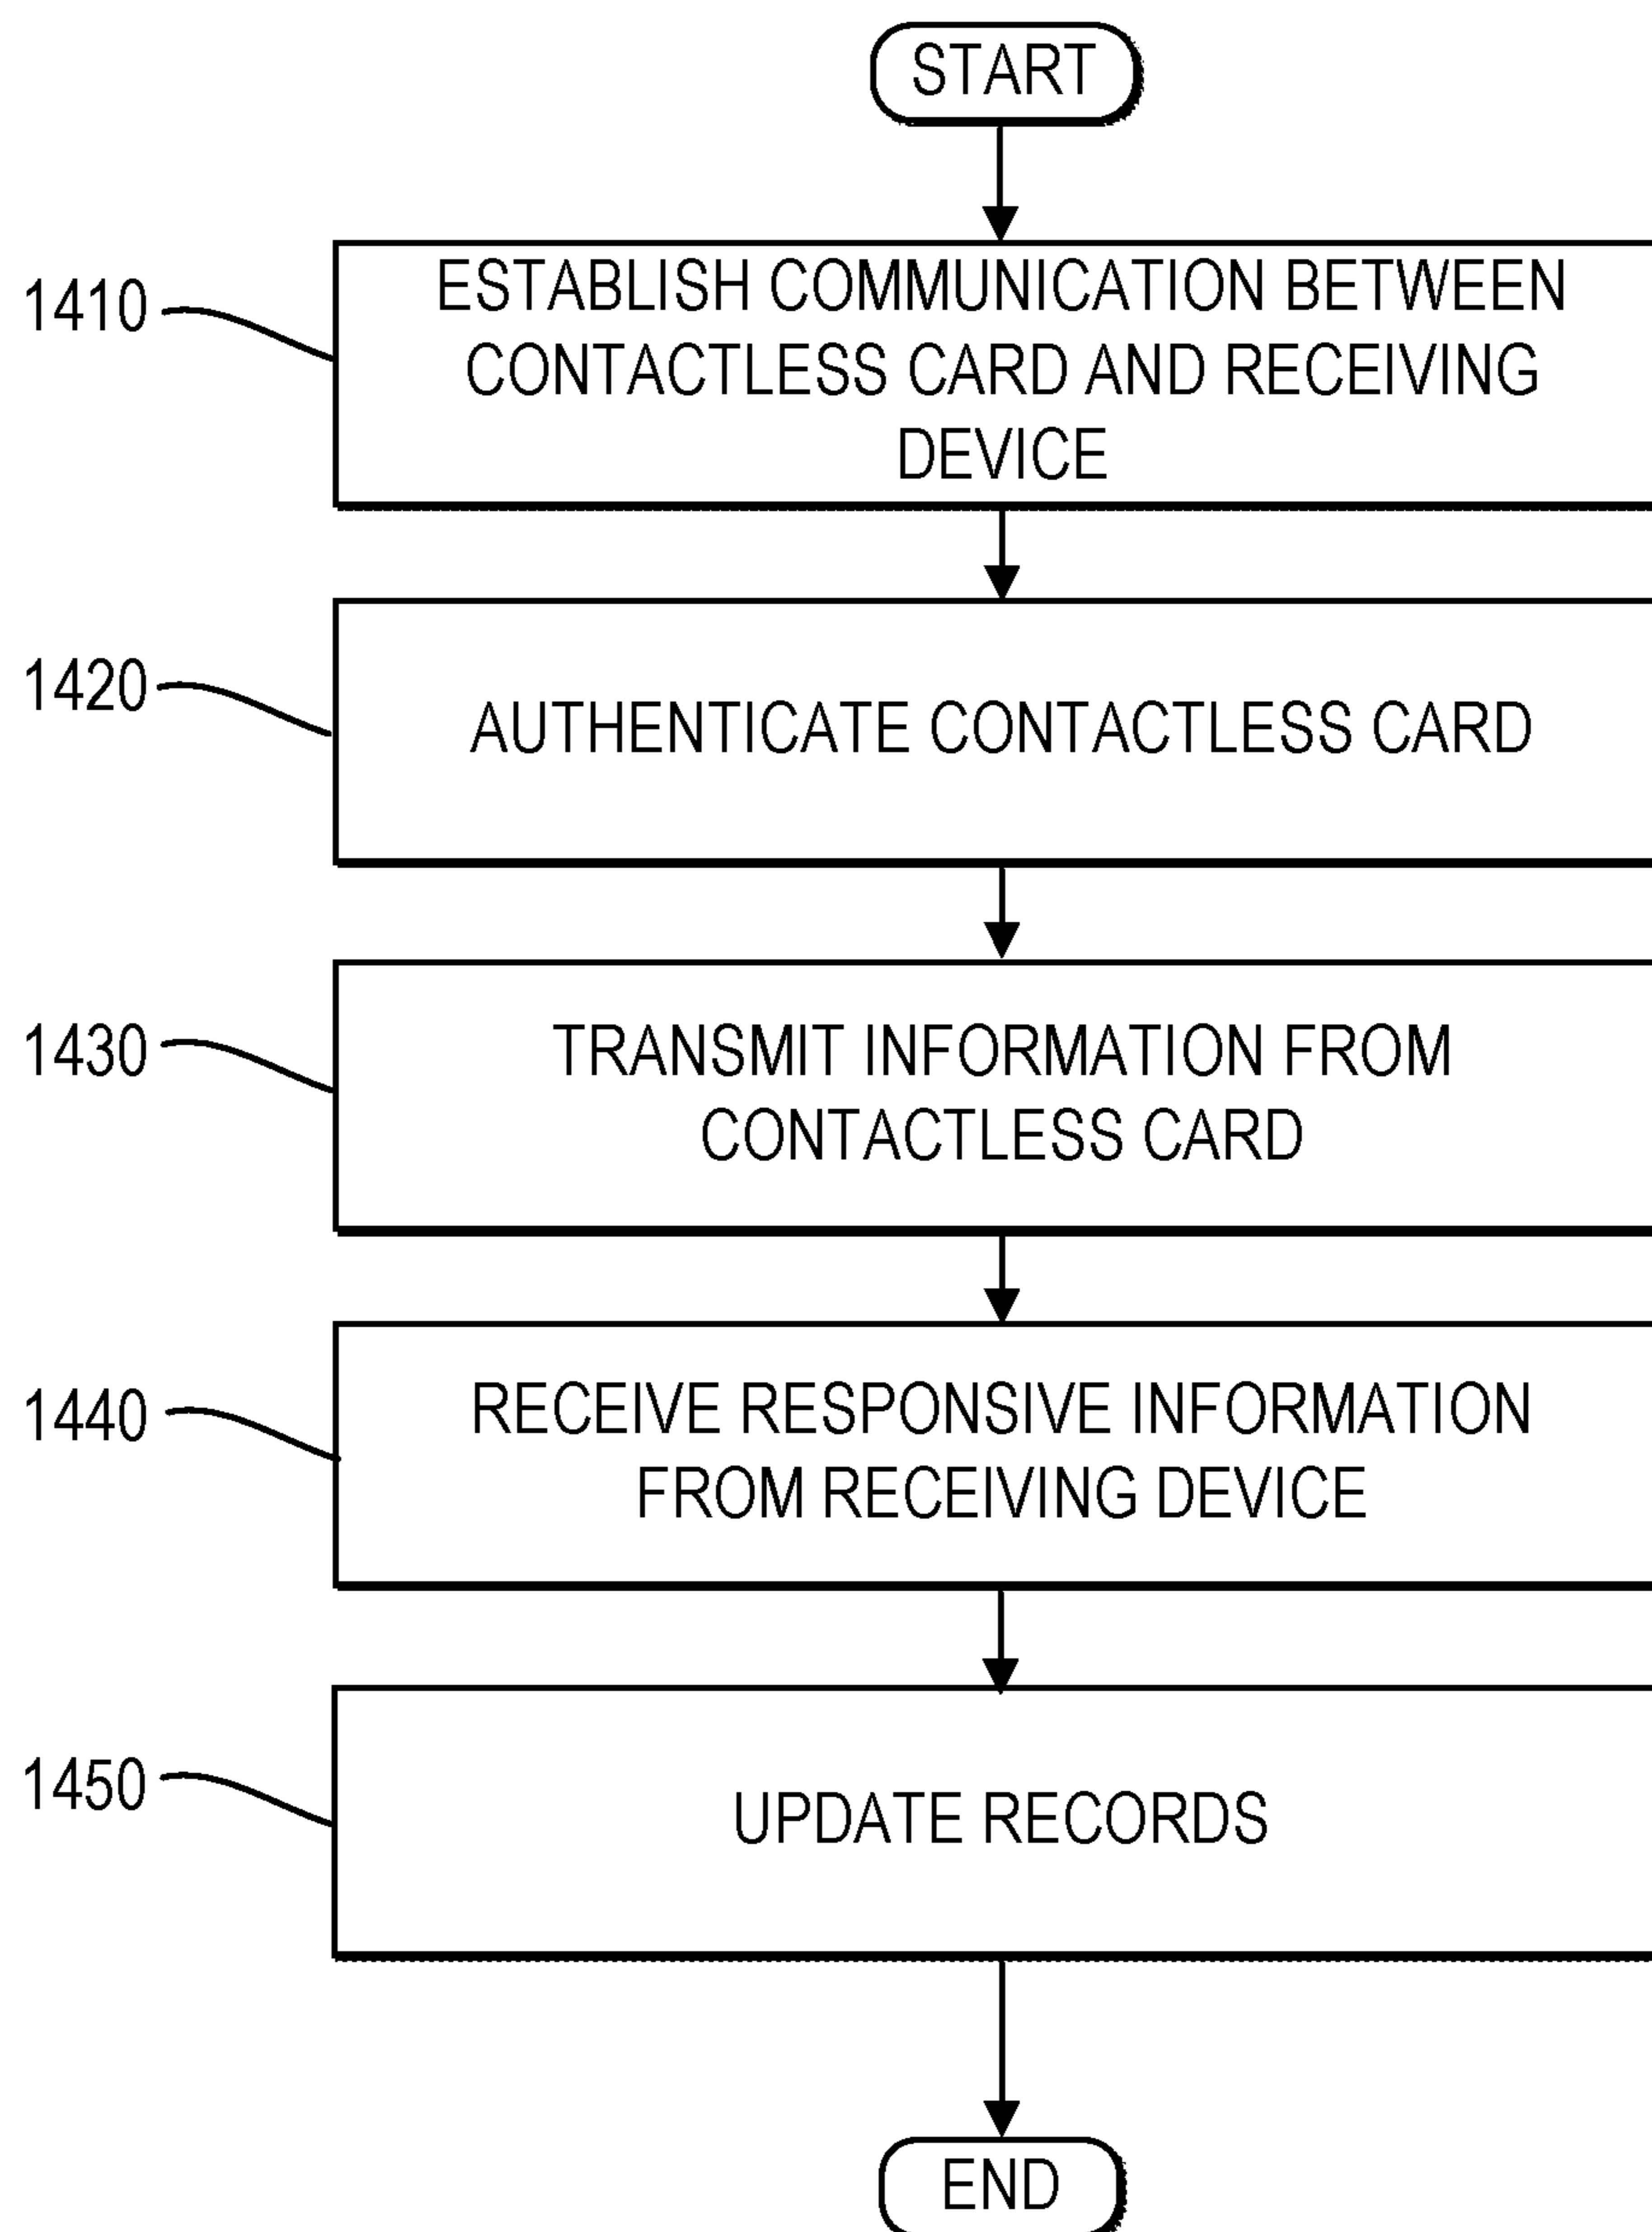 START
1410
ESTABLISH COMMUNICATION BETWEEN
CONTACTLESS CARD AND RECEIVING
DEVICE
1420
AUTHENTICATE CONTACTLESS CARD
1430
TRANSMIT INFORMATION FROM
CONTACTLESS CARD
1440
RECEIVE RESPONSIVE INFORMATION
FROM RECEIVING DEVICE
1450
UPDATE RECORDS
END